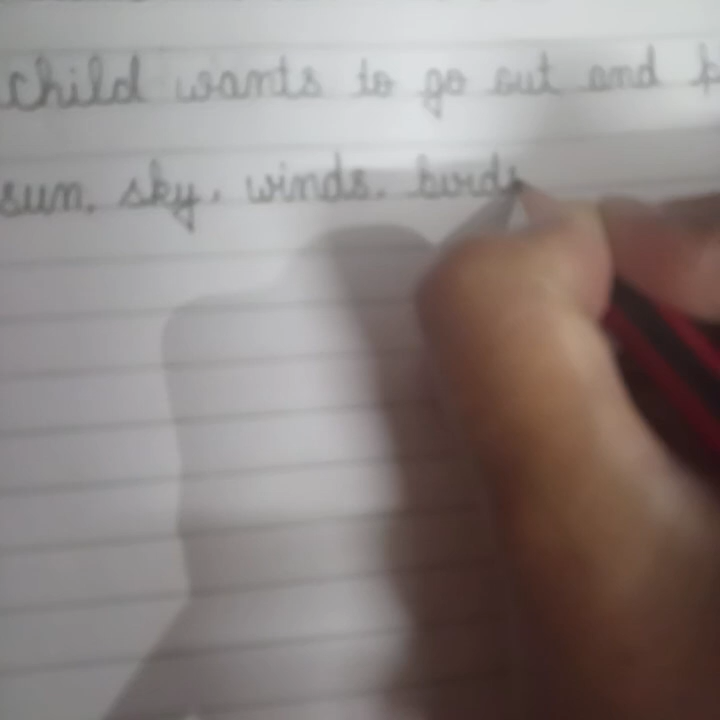 child wants to go out and
sun, sky, winds, birds